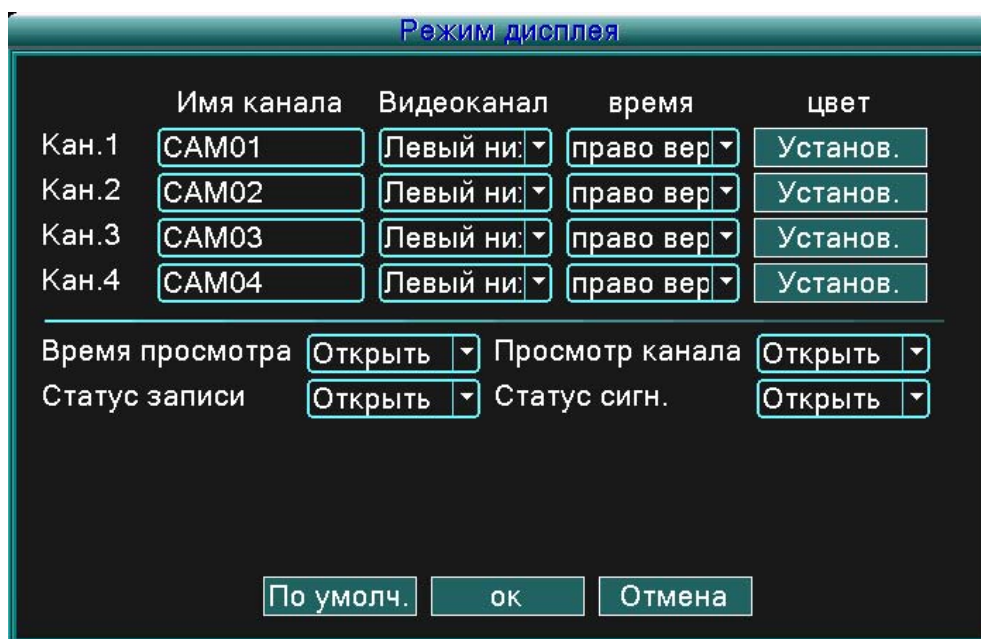 Режим дисплея
Имя канала Видеоканал время цвет
Кан.1 CAM01 Левый ни право вер Установ.
Кан.2 CAM02 Левый ни право вер Установ.
Кан.3 CAM03 Левый ни право вер Установ.
Кан.4 CAM04 Левый ни право вер Установ.
Время просмотра Открыть Просмотр канала Открыть
Статус записи Открыть Статус сигн. Открыть
По умолч. ок Отмена